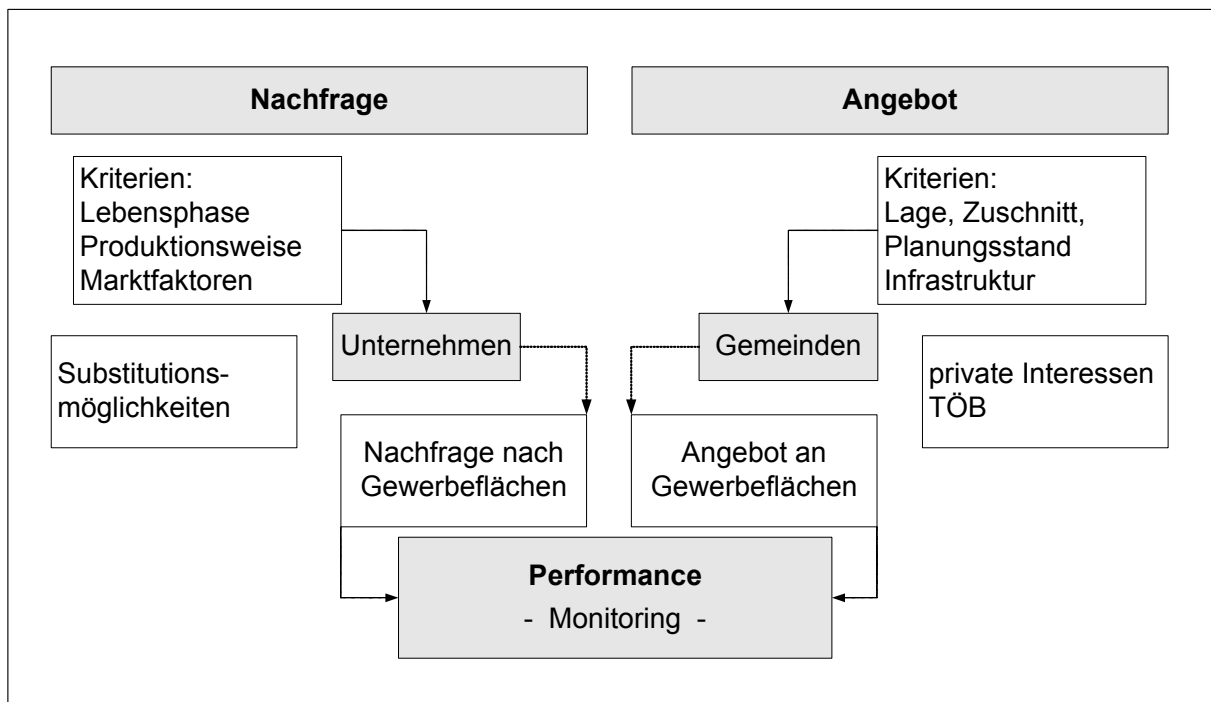 Nachfrage
Angebot
Kriterien:
Lebensphase
Produktionsweise
Marktfaktoren
Kriterien:
Lage, Zuschnitt,
Planungsstand
Infrastruktur
Unternehmen
Gemeinden
Substitutions-
möglichkeiten
private Interessen
TÖB
Nachfrage nach
Gewerbeflächen
Angebot an
Gewerbeflächen
Performance
- Monitoring -